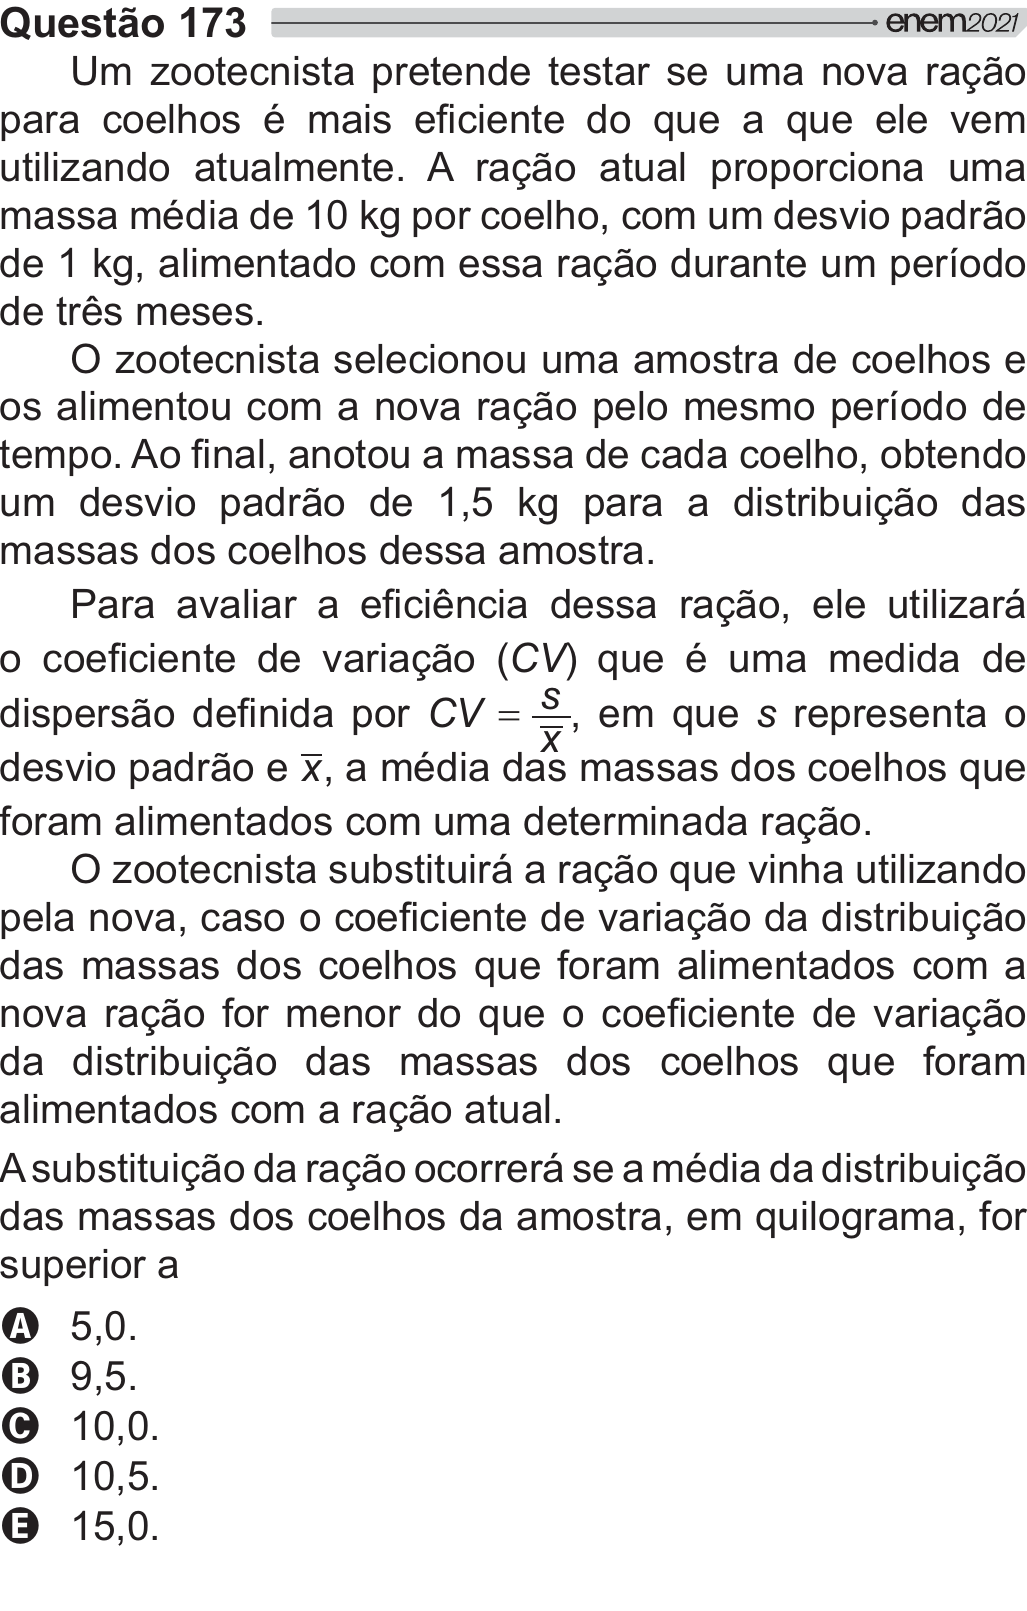 Questão 173 enem2021
Um zootecnista pretende testar se uma nova ração
para coelhos é mais eficiente do que a que ele vem
utilizando atualmente. A ração atual proporciona uma
massa média de 10 kg por coelho, com um desvio padrão
de 1 kg, alimentado com essa ração durante um período
de três meses.
O zootecnista selecionou uma amostra de coelhos e
os alimentou com a nova ração pelo mesmo período de
tempo. Ao final, anotou a massa de cada coelho, obtendo
um desvio padrão de 1,5 kg para a distribuição das
massas dos coelhos dessa amostra.
Para avaliar a eficiência dessa ração, ele utilizará
o coeficiente de variação (CV) que é uma medida de
dispersão definida por CV = s/x̅, em que s representa o
desvio padrão e x̅, a média das massas dos coelhos que
foram alimentados com uma determinada ração.
O zootecnista substituirá a ração que vinha utilizando
pela nova, caso o coeficiente de variação da distribuição
das massas dos coelhos que foram alimentados com a
nova ração for menor do que o coeficiente de variação
da distribuição das massas dos coelhos que foram
alimentados com a ração atual.
A substituição da ração ocorrerá se a média da distribuição
das massas dos coelhos da amostra, em quilograma, for
superior a
A 5,0.
B 9,5.
C 10,0.
D 10,5.
E 15,0.